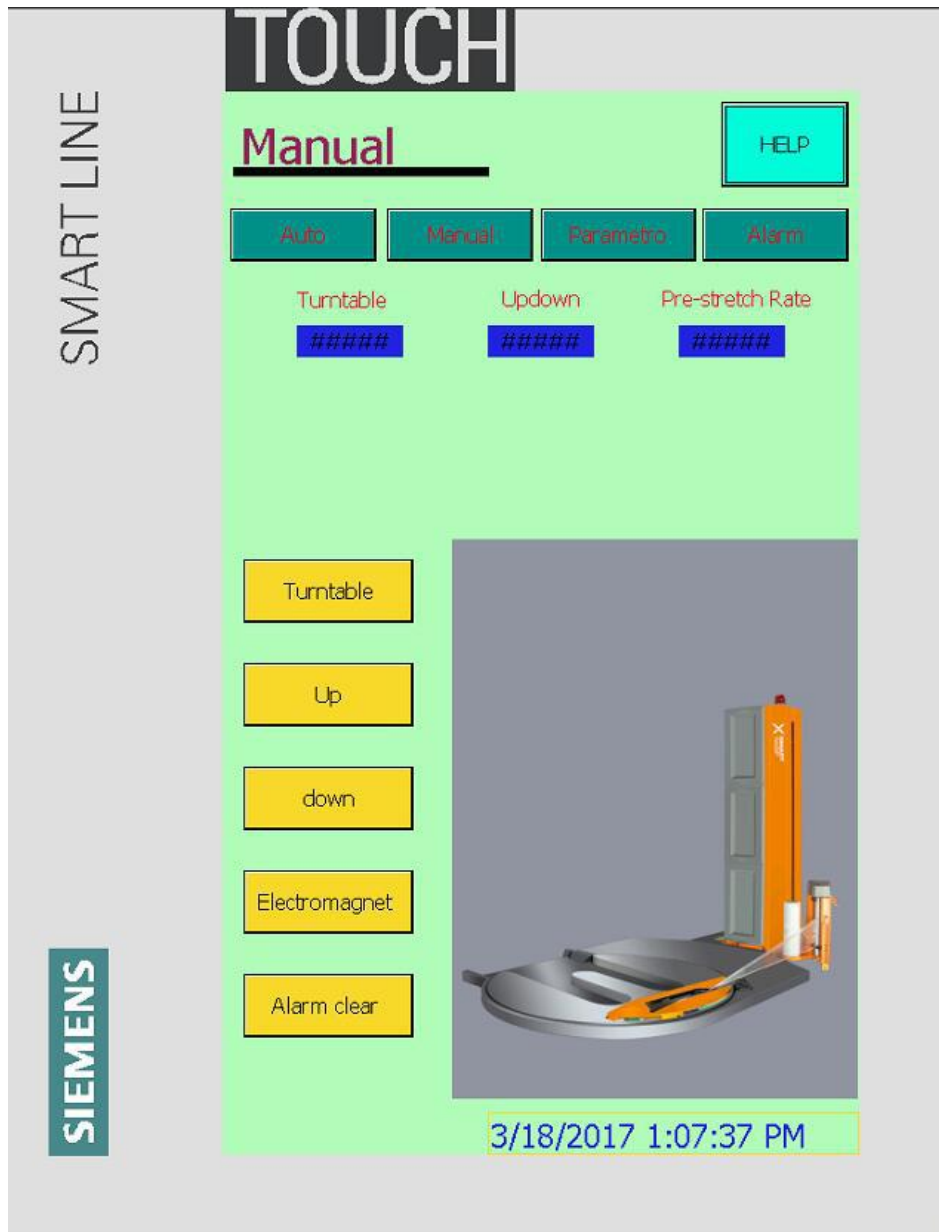 TOUCH
SMART LINE
Manual
HELP
Auto Manual Parametro Alarm
Turntable Updown Pre-stretch Rate
##### ##### #####
Turntable
Up
down
Electromagnet
Alarm clear
SIEMENS
3/18/2017 1:07:37 PM